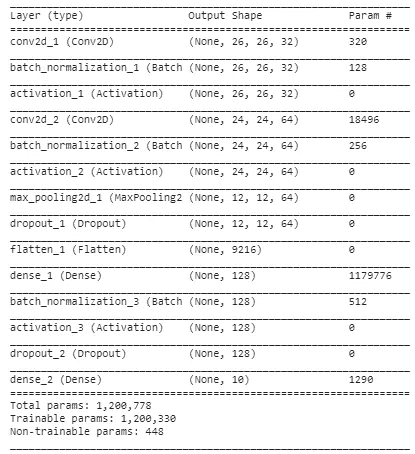 Layer (type) Output Shape Param #
conv2d_1 (Conv2D) (None, 26, 26, 32) 320
batch_normalization_1 (Batch (None, 26, 26, 32) 128
activation_1 (Activation) (None, 26, 26, 32) 0
conv2d_2 (Conv2D) (None, 24, 24, 64) 18496
batch_normalization_2 (Batch (None, 24, 24, 64) 256
activation_2 (Activation) (None, 24, 24, 64) 0
max_pooling2d_1 (MaxPooling2 (None, 12, 12, 64) 0
dropout_1 (Dropout) (None, 12, 12, 64) 0
flatten_1 (Flatten) (None, 9216) 0
dense_1 (Dense) (None, 128) 1179776
batch_normalization_3 (Batch (None, 128) 512
activation_3 (Activation) (None, 128) 0
dropout_2 (Dropout) (None, 128) 0
dense_2 (Dense) (None, 10) 1290
Total params: 1,200,778
Trainable params: 1,200,330
Non-trainable params: 448